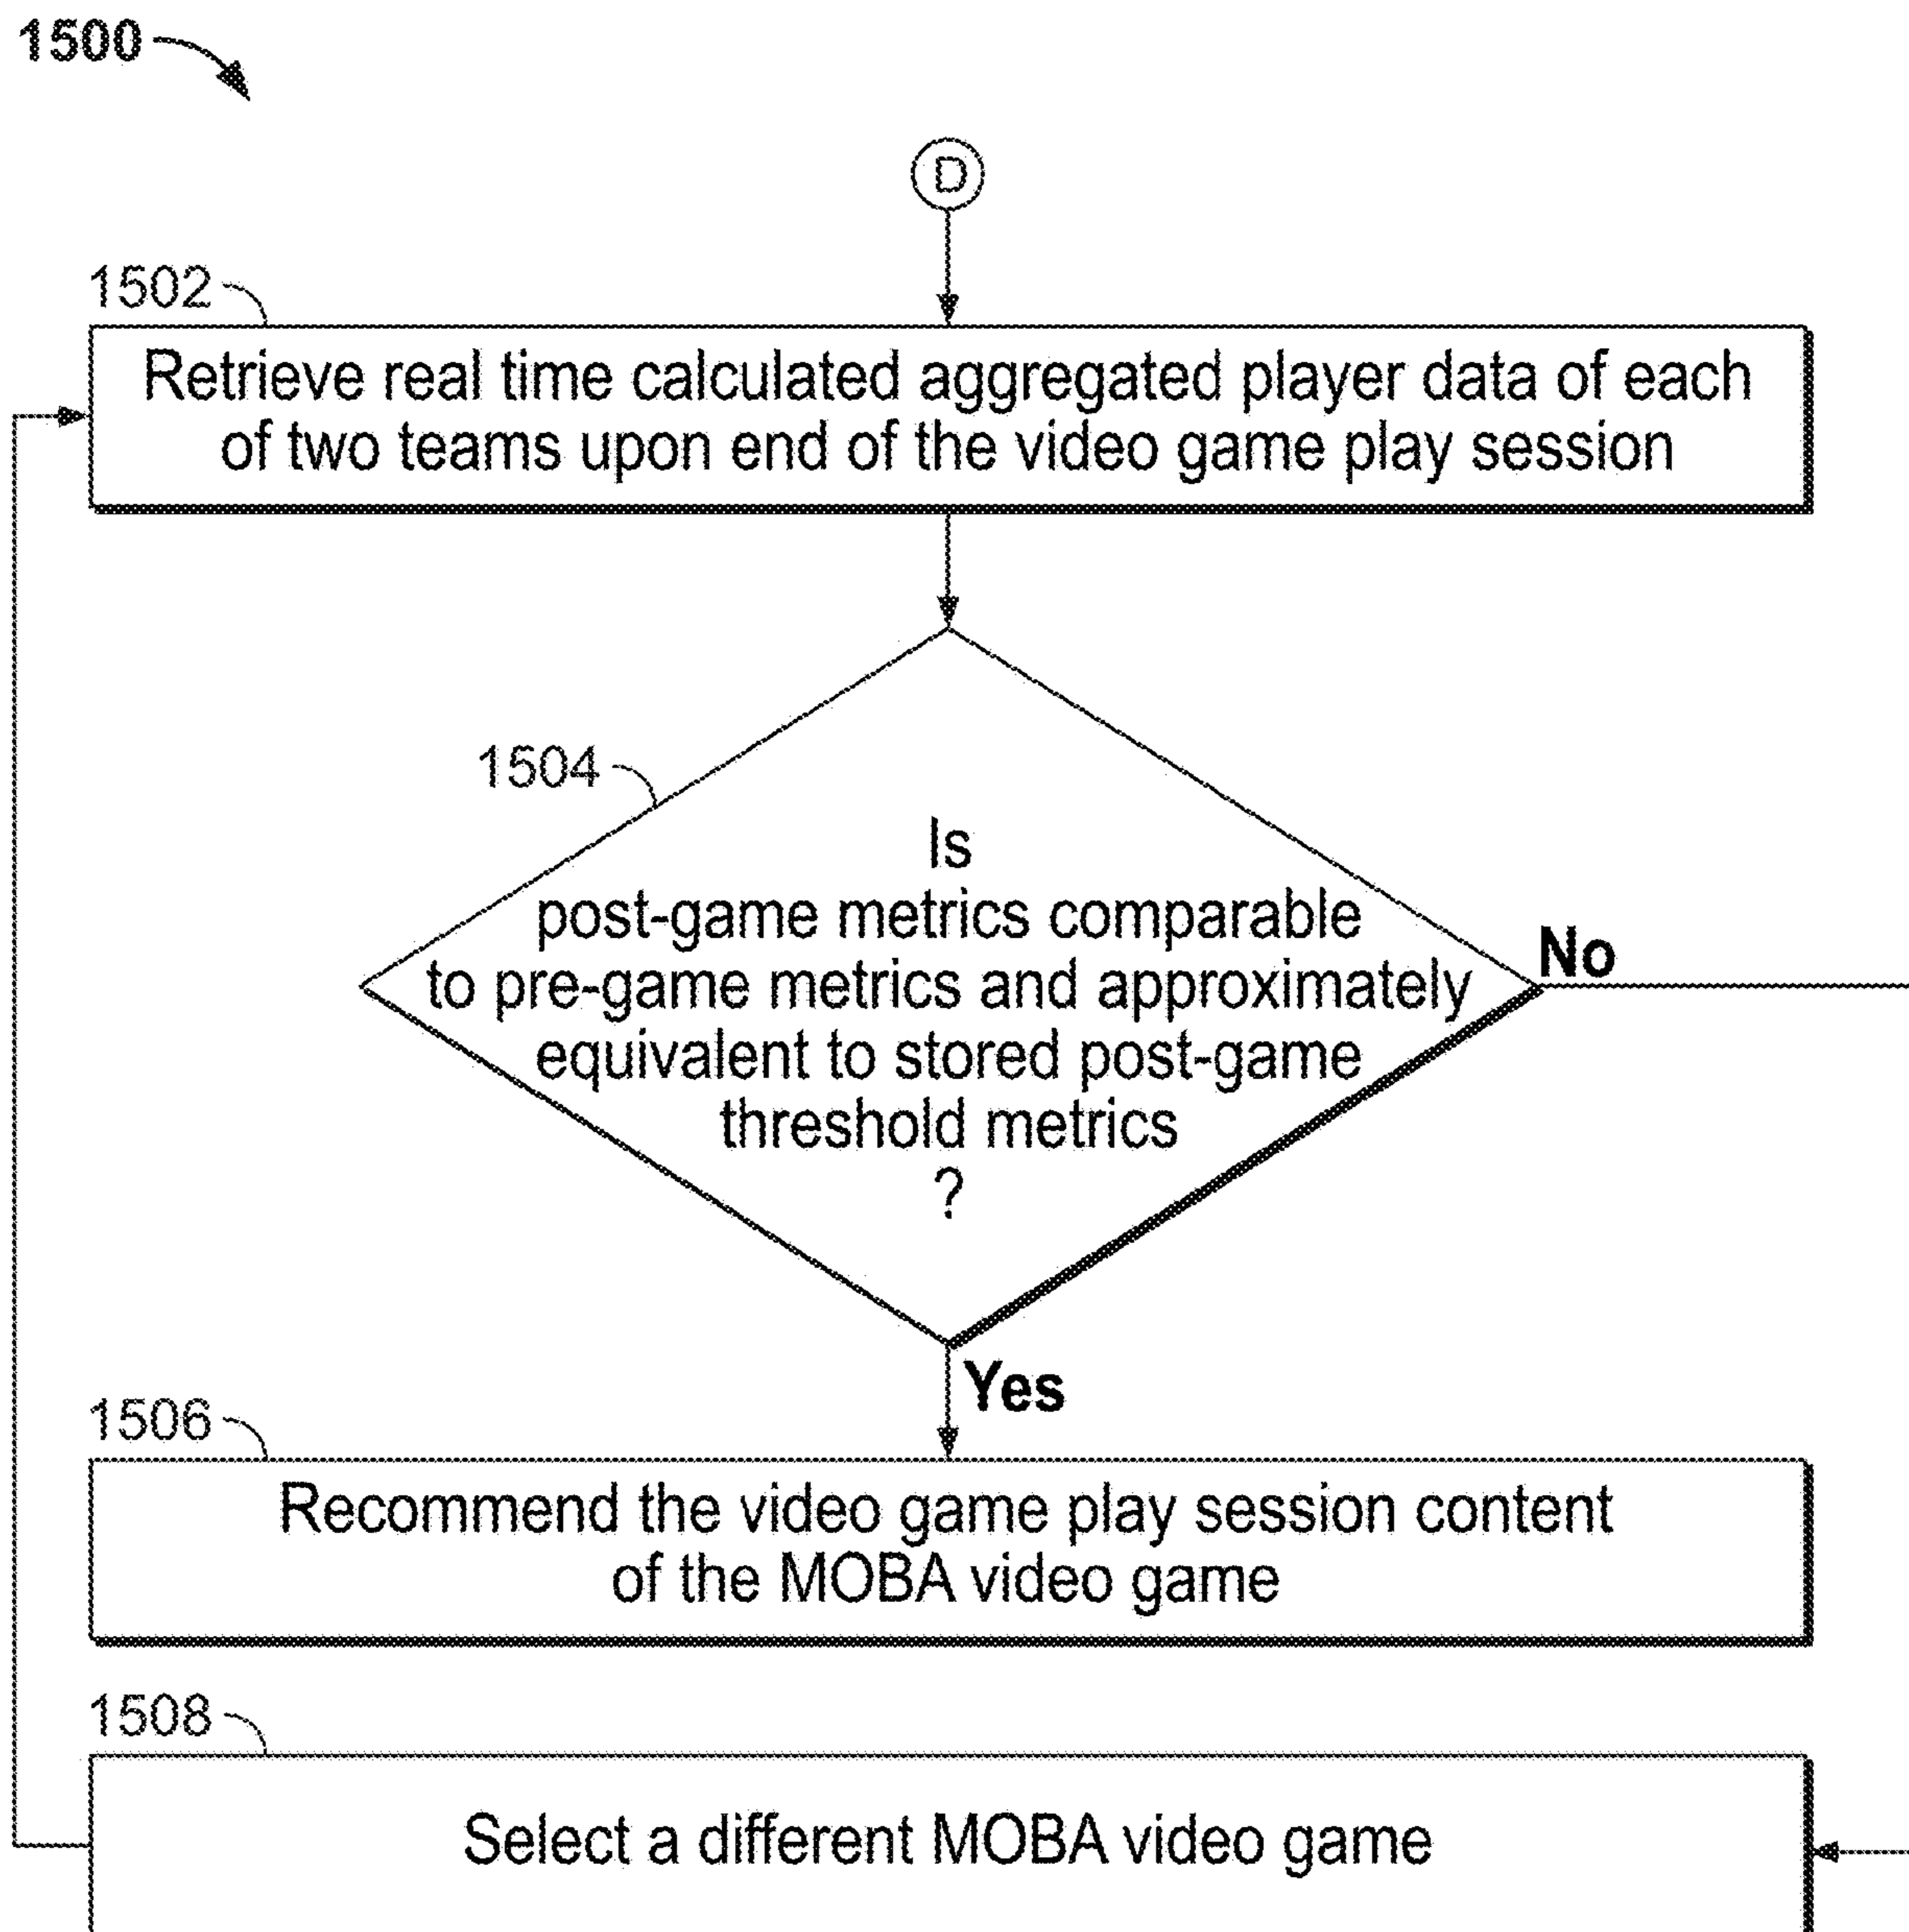 1500
D
1502
Retrieve real time calculated aggregated player data of each
of two teams upon end of the video game play session
1504
Is
post-game metrics comparable
to pre-game metrics and approximately
equivalent to stored post-game
threshold metrics
?
No
Yes
1506
Recommend the video game play session content
of the MOBA video game
1508
Select a different MOBA video game